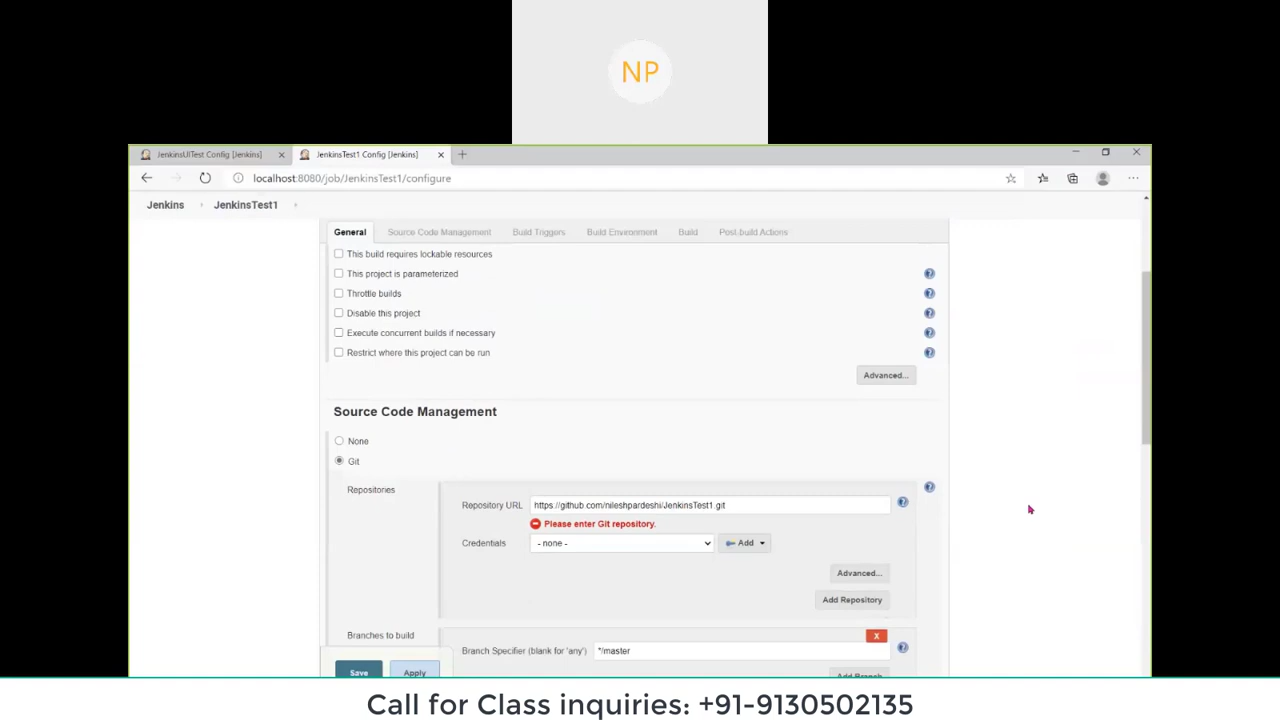 NP
JenkinsUITest Config [Jenkins]
JenkinsTest1 Config [Jenkins]
localhost:8080/job/JenkinsTest1/configure
Jenkins › JenkinsTest1 ›
General Source Code Management Build Triggers Build Environment Build Post-build Actions
This build requires lockable resources
This project is parameterized
Throttle builds
Disable this project
Execute concurrent builds if necessary
Restrict where this project can be run
Advanced...
Source Code Management
None
Git
Repositories
Repository URL https://github.com/nileshpardeshi/JenkinsTest1.git
Please enter Git repository.
Credentials - none - Add
Advanced...
Add Repository
Branches to build
X
Branch Specifier (blank for 'any') */master
Add Branch
Save Apply
Call for Class inquiries: +91-9130502135